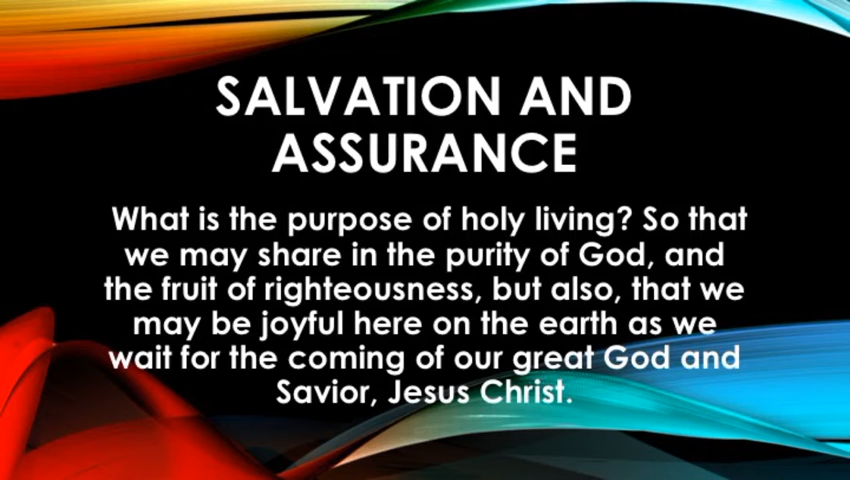 SALVATION AND
ASSURANCE
What is the purpose of holy living? So that
we may share in the purity of God, and
the fruit of righteousness, but also, that we
may be joyful here on the earth as we
wait for the coming of our great God and
Savior, Jesus Christ.